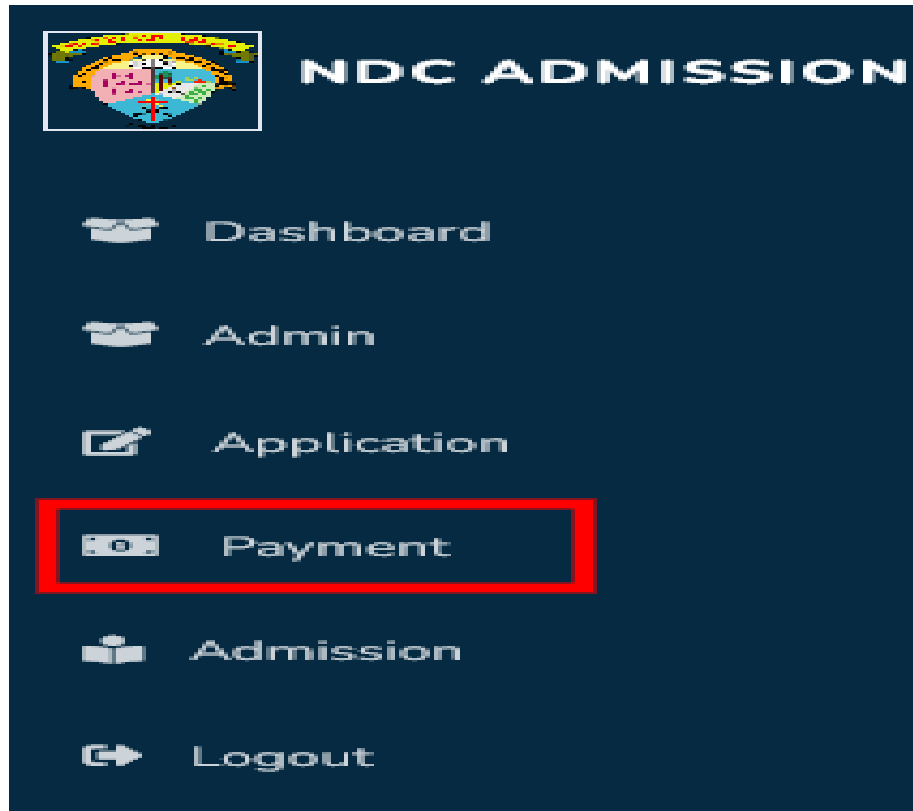 NDC ADMISSION
Dashboard
Admin
Application
Payment
Admission
Logout